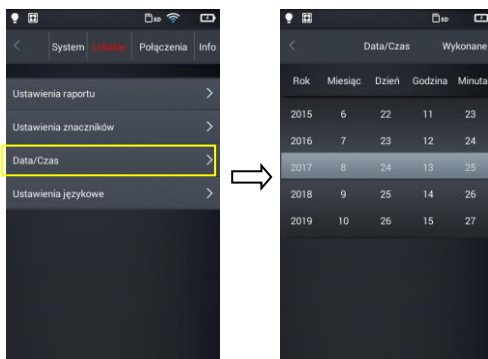 SD
System Lokalne Połączenia Info
Ustawienia raportu
Ustawienia znaczników
Data/Czas
Ustawienia językowe
SD
Data/Czas Wykonane
Rok Miesiąc Dzień Godzina Minuta
2015 6 22 11 23
2016 7 23 12 24
2017 8 24 13 25
2018 9 25 14 26
2019 10 26 15 27